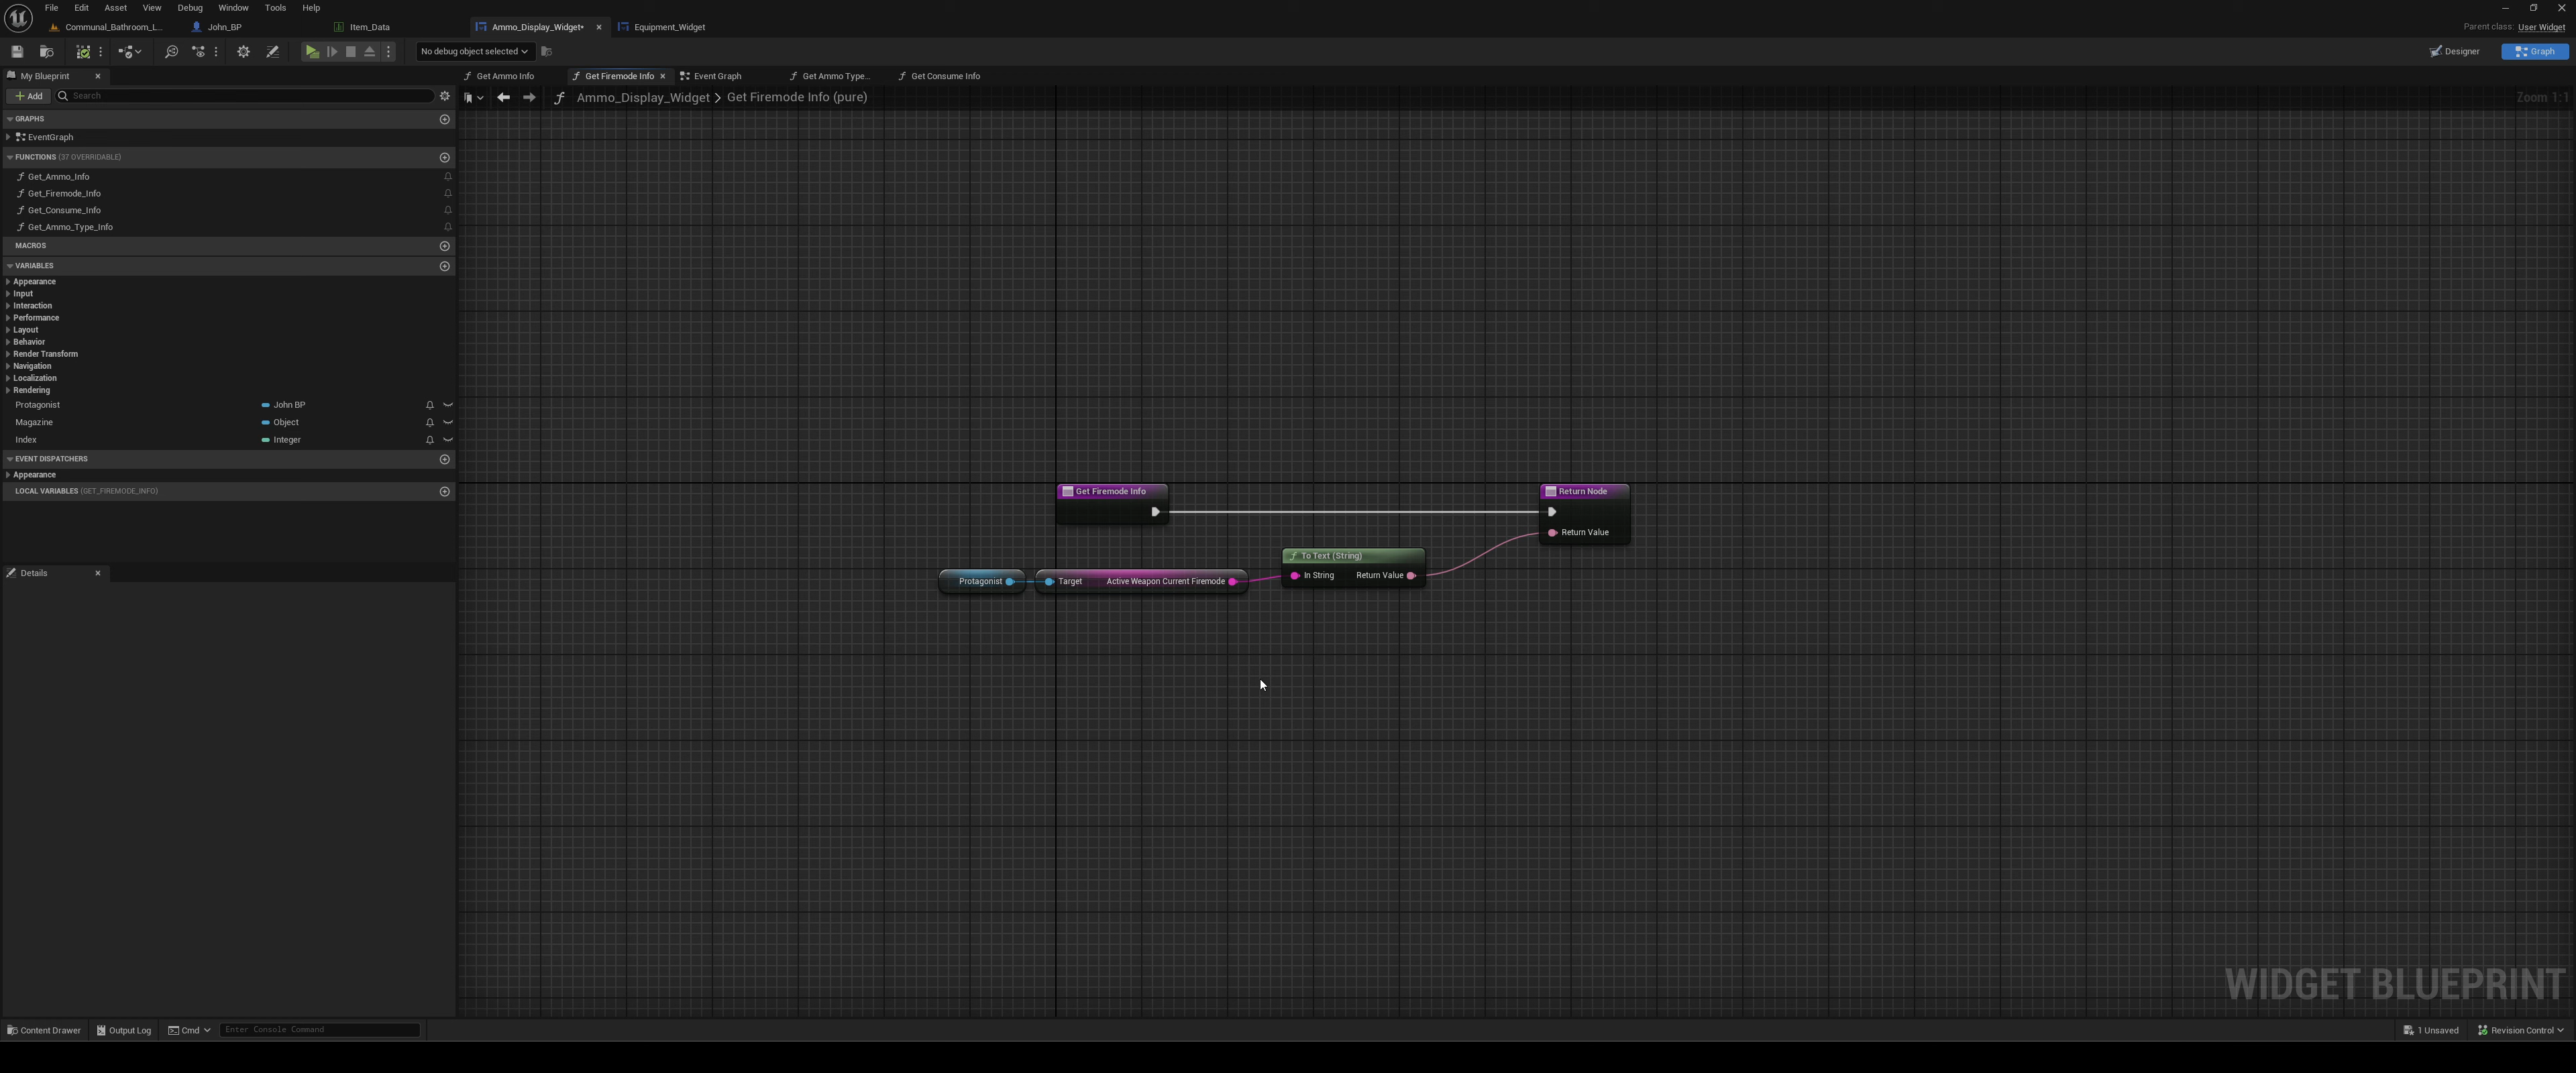 File Edit Asset View Debug Window Tools Help
Communal_Bathroom_L... John_BP Item_Data Ammo_Display_Widget• Equipment_Widget Parent class: User Widget
No debug object selected Designer Graph
My Blueprint Get Ammo Info Get Firemode Info Event Graph Get Ammo Type... Get Consume Info
Add Search Ammo_Display_Widget > Get Firemode Info (pure) Zoom 1:1
GRAPHS
EventGraph
FUNCTIONS (37 OVERRIDABLE)
Get_Ammo_Info
Get_Firemode_Info
Get_Consume_Info
Get_Ammo_Type_Info
MACROS
VARIABLES
Appearance
Input
Interaction
Performance
Layout
Behavior
Render Transform
Navigation
Localization
Rendering
Protagonist John BP
Magazine Object
Index Integer
EVENT DISPATCHERS
Appearance
LOCAL VARIABLES (GET_FIREMODE_INFO)
Get Firemode Info Return Node
Return Value
To Text (String)
In String Return Value
Protagonist Target Active Weapon Current Firemode
Details
WIDGET BLUEPRINT
Content Drawer Output Log Cmd Enter Console Command 1 Unsaved Revision Control